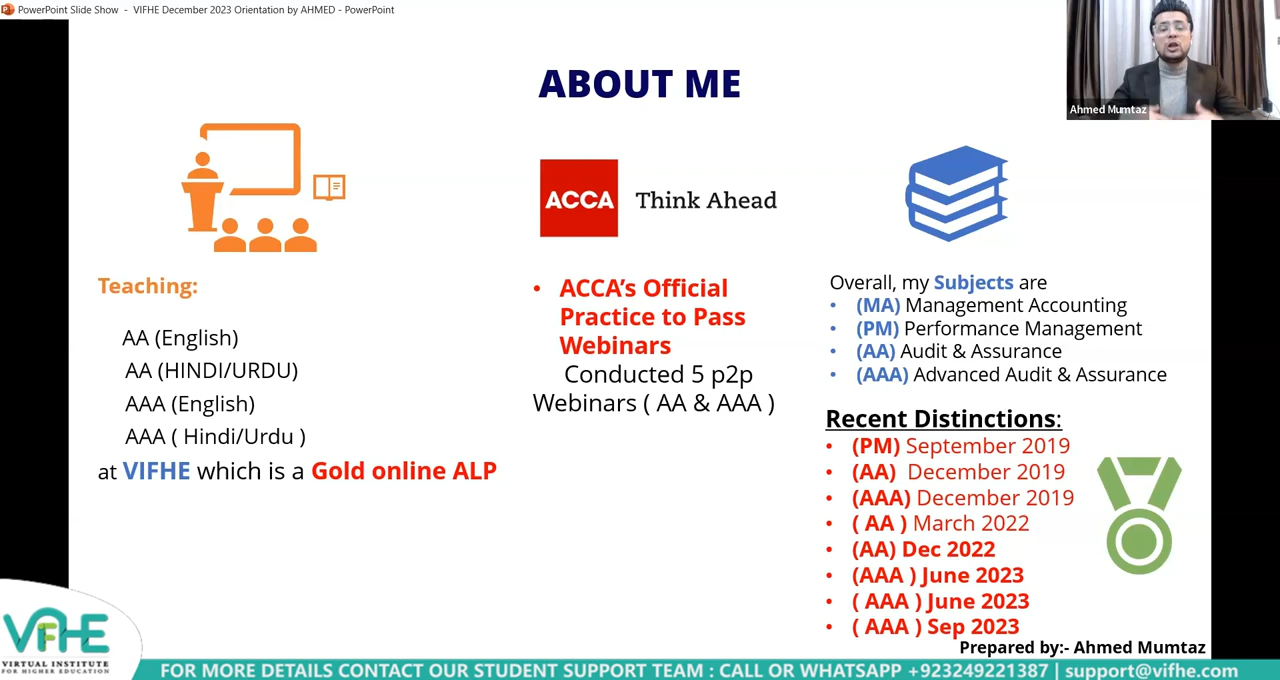 PowerPoint Slide Show - VIFHE December 2023 Orientation by AHMED - PowerPoint
Ahmed Mumtaz
ABOUT ME
Teaching:
AA (English)
AA (HINDI/URDU)
AAA (English)
AAA ( Hindi/Urdu )
at VIFHE which is a Gold online ALP
ACCA Think Ahead
• ACCA’s Official
Practice to Pass
Webinars
Conducted 5 p2p
Webinars ( AA & AAA )
Overall, my Subjects are
• (MA) Management Accounting
• (PM) Performance Management
• (AA) Audit & Assurance
• (AAA) Advanced Audit & Assurance
Recent Distinctions:
• (PM) September 2019
• (AA) December 2019
• (AAA) December 2019
• ( AA ) March 2022
• (AA) Dec 2022
• (AAA ) June 2023
• ( AAA ) June 2023
• ( AAA ) Sep 2023
Prepared by:- Ahmed Mumtaz
VIFHE
VIRTUAL INSTITUTE
FOR HIGHER EDUCATION
FOR MORE DETAILS CONTACT OUR STUDENT SUPPORT TEAM : CALL OR WHATSAPP +923249221387 | support@vifhe.com